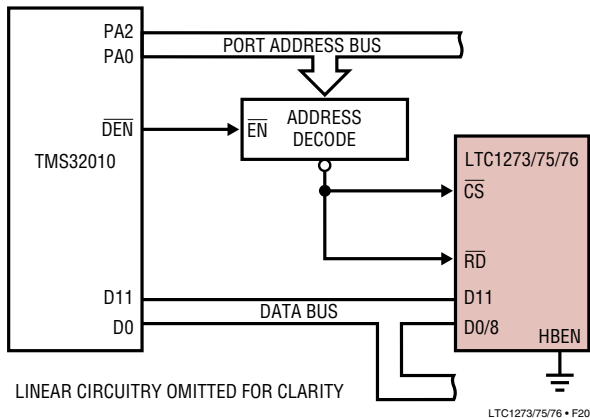 PA2
PA0
PORT ADDRESS BUS
DEN
EN
ADDRESS
DECODE
TMS32010
LTC1273/75/76
CS
RD
D11
D0
DATA BUS
D11
D0/8
HBEN
LINEAR CIRCUITRY OMITTED FOR CLARITY
LTC1273/75/76 • F20